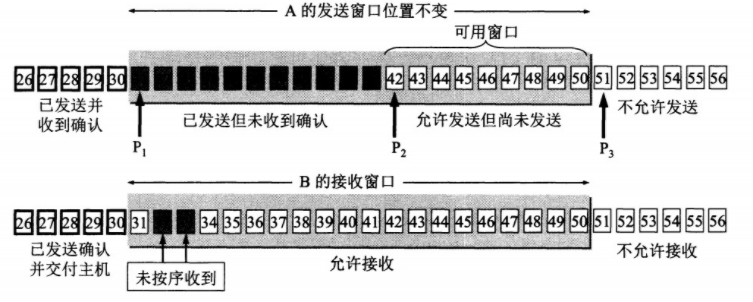 A 的发送窗口位置不变
可用窗口
26 27 28 29 30 42 43 44 45 46 47 48 49 50 51 52 53 54 55 56
已发送并
收到确认
已发送但未收到确认
允许发送但尚未发送
不允许发送
P1
P2
P3
B 的接收窗口
26 27 28 29 30 31 34 35 36 37 38 39 40 41 42 43 44 45 46 47 48 49 50 51 52 53 54 55 56
已发送确认
并交付主机
未按序收到
允许接收
不允许接收